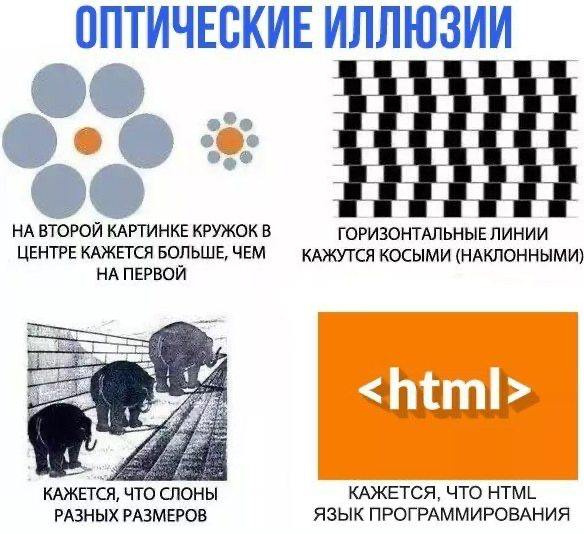 ОПТИЧЕСКИЕ ИЛЛЮЗИИ
НА ВТОРОЙ КАРТИНКЕ КРУЖОК В
ЦЕНТРЕ КАЖЕТСЯ БОЛЬШЕ, ЧЕМ
НА ПЕРВОЙ
ГОРИЗОНТАЛЬНЫЕ ЛИНИИ
КАЖУТСЯ КОСЫМИ (НАКЛОННЫМИ)
КАЖЕТСЯ, ЧТО СЛОНЫ
РАЗНЫХ РАЗМЕРОВ
<html>
КАЖЕТСЯ, ЧТО HTML
ЯЗЫК ПРОГРАММИРОВАНИЯ